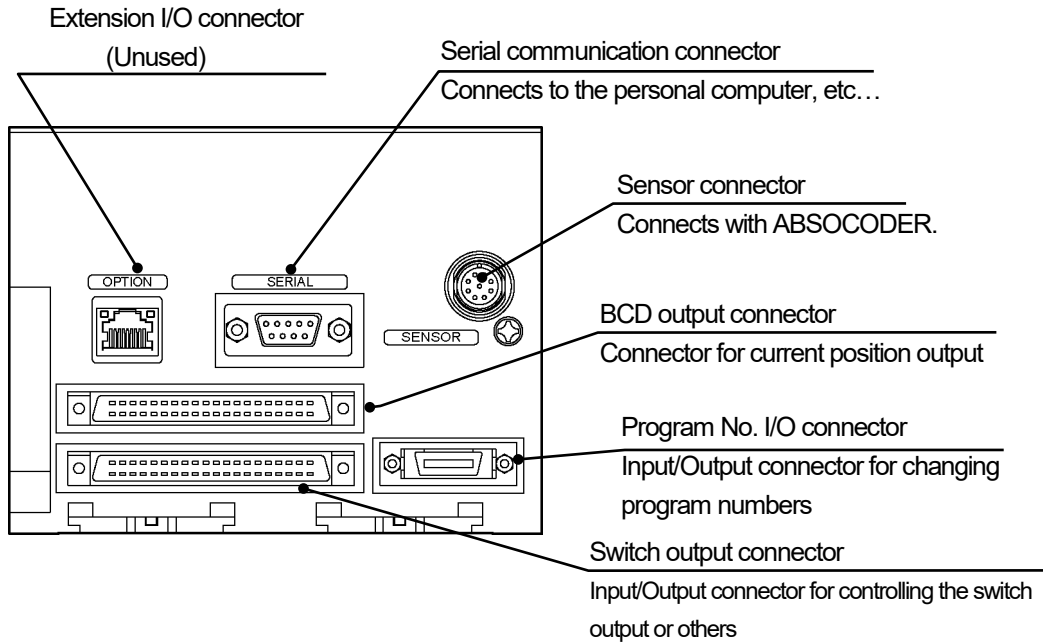 Extension I/O connector
(Unused)
Serial communication connector
Connects to the personal computer, etc…
Sensor connector
Connects with ABSOCODER.
OPTION
SERIAL
SENSOR
BCD output connector
Connector for current position output
Program No. I/O connector
Input/Output connector for changing
program numbers
Switch output connector
Input/Output connector for controlling the switch
output or others